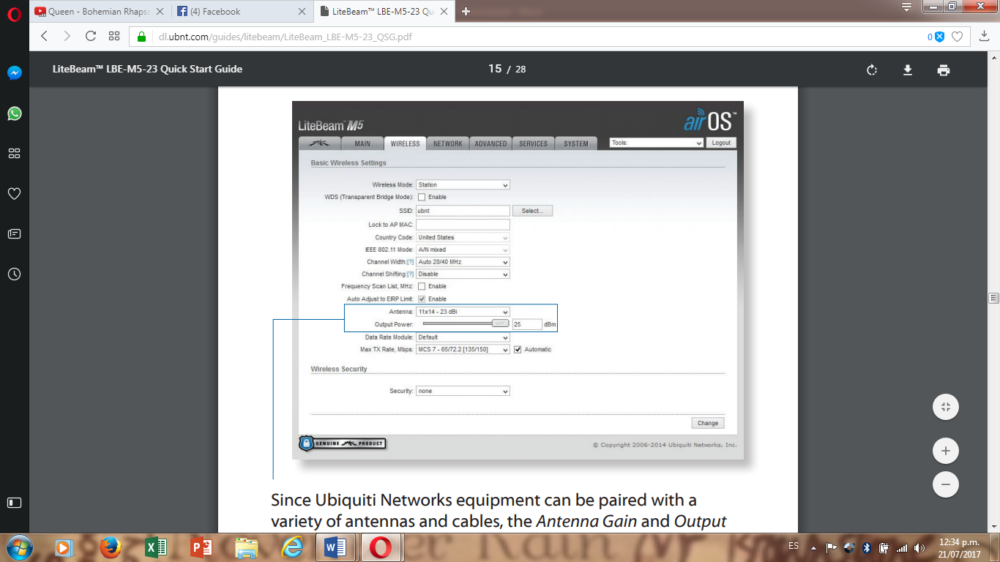 Queen - Bohemian Rhapso
(4) Facebook
LiteBeam™ LBE-M5-23 Qu
dl.ubnt.com/guides/litebeam/LiteBeam_LBE-M5-23_QSG.pdf
0
LiteBeam™ LBE-M5-23 Quick Start Guide
15 / 28
LiteBeam™ M5
airOS™
MAIN
WIRELESS
NETWORK
ADVANCED
SERVICES
SYSTEM
Tools:
Logout
Basic Wireless Settings
Wireless Mode: Station
WDS (Transparent Bridge Mode): Enable
SSID: ubnt Select...
Lock to AP MAC:
Country Code: United States
IEEE 802.11 Mode: A/N mixed
Channel Width:[?] Auto 20/40 MHz
Channel Shifting:[?] Disable
Frequency Scan List, MHz: Enable
Auto Adjust to EIRP Limit: Enable
Antenna: 11x14 - 23 dBi
Output Power: 25 dBm
Data Rate Module: Default
Max TX Rate, Mbps: MCS 7 - 65/72.2 [135/150] Automatic
Wireless Security
Security: none
Change
GENUINE PRODUCT
© Copyright 2006-2014 Ubiquiti Networks, Inc.
Since Ubiquiti Networks equipment can be paired with a
variety of antennas and cables, the Antenna Gain and Output
ES
12:34 p.m.
21/07/2017